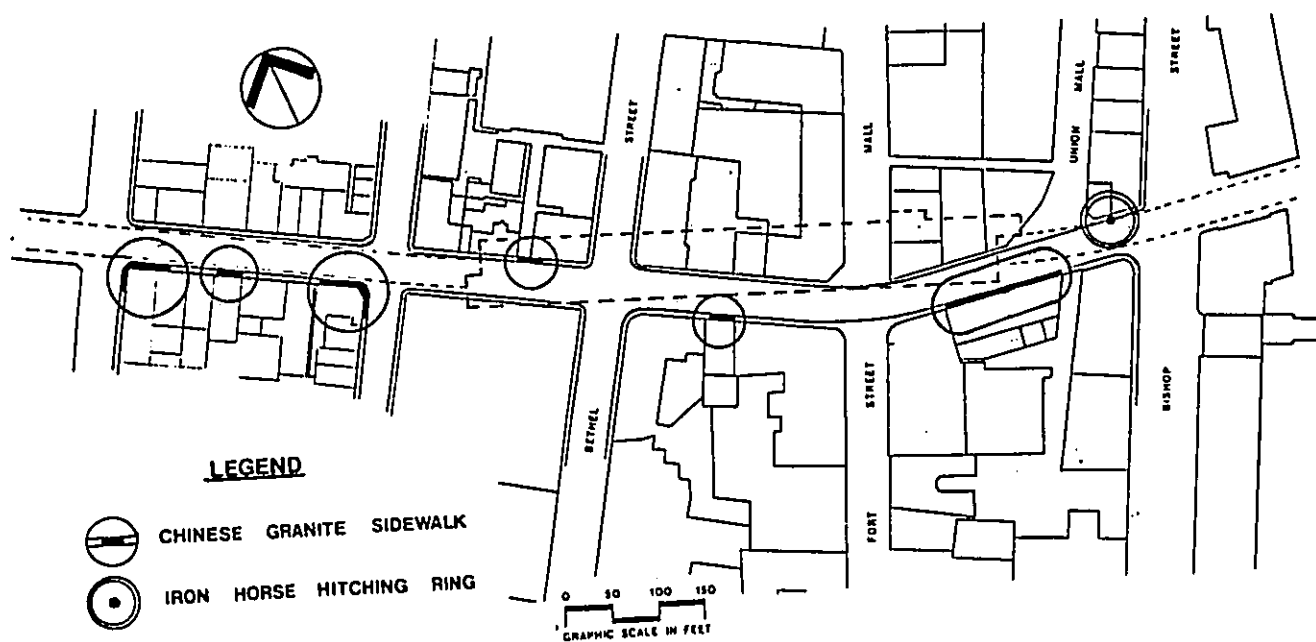 STREET
MALL
UNION MALL
STREET
BETHEL
STREET
FORT
BISHOP
LEGEND
CHINESE GRANITE SIDEWALK
IRON HORSE HITCHING RING
0 50 100 150
GRAPHIC SCALE IN FEET